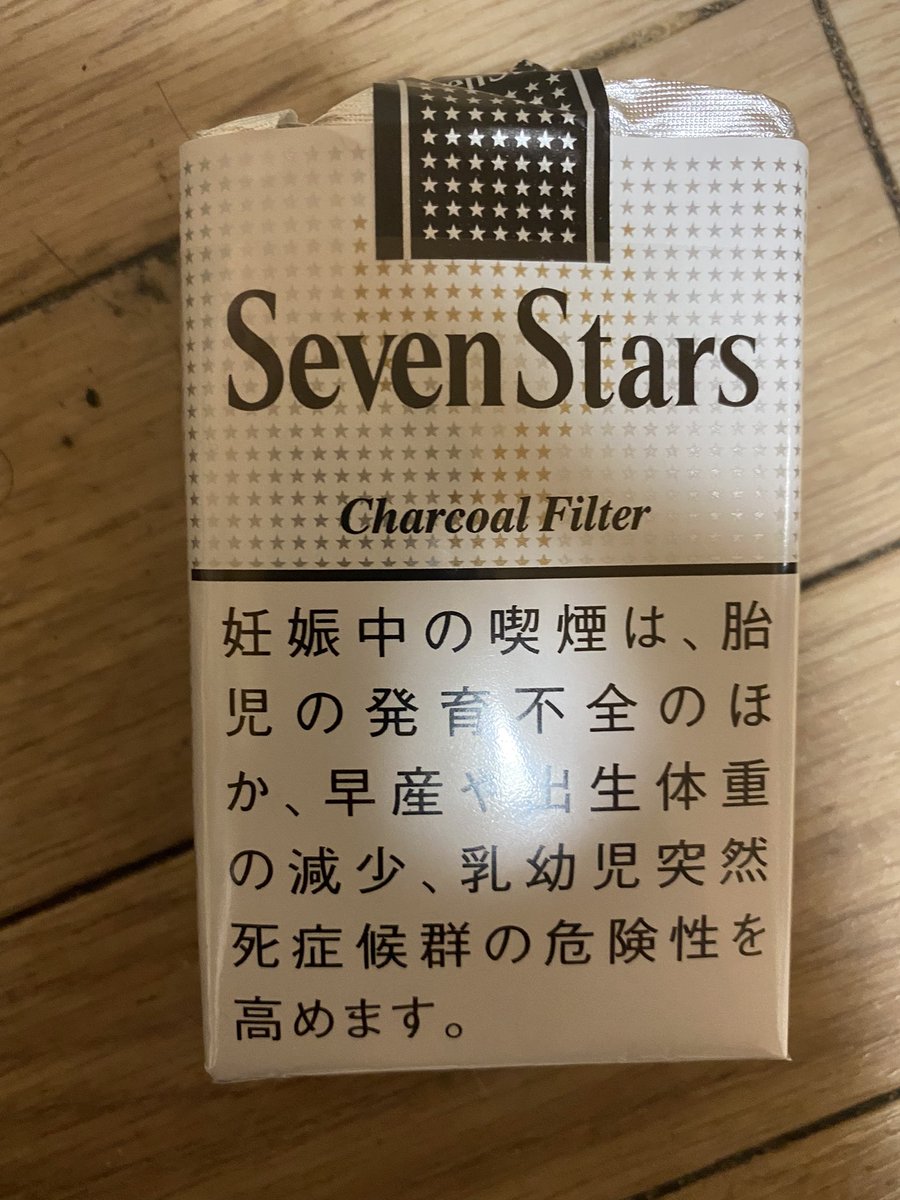 Seven Stars
Charcoal Filter
妊娠中の喫煙は、胎
児の発育不全のほ
か、早産や出生体重
の減少、乳幼児突然
死症候群の危険性を
高めます。